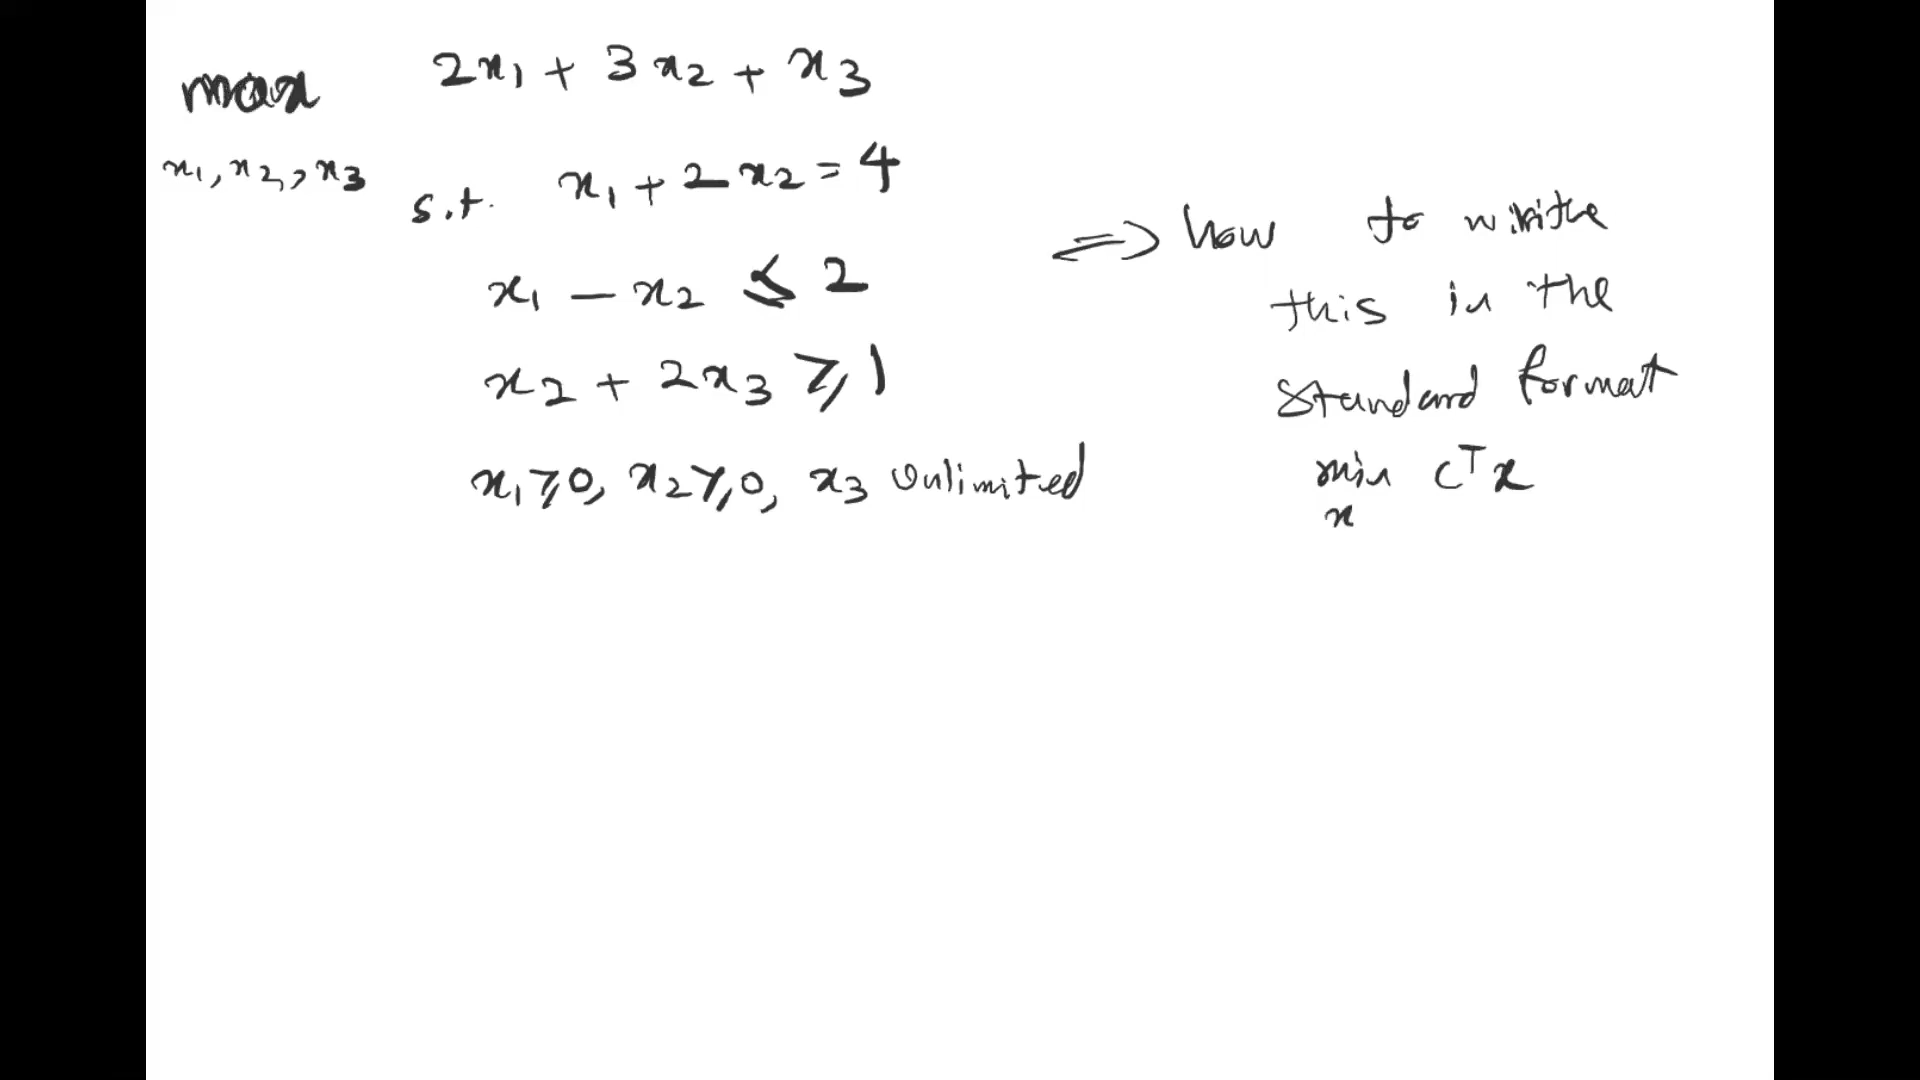 max 2x1 + 3x2 + x3
x1, x2, x3
s.t. x1 + 2x2 = 4
x1 − x2 ≤ 2
x2 + 2x3 ≥ 1
x1 ≥ 0, x2 ≥ 0, x3 Unlimited
⇒ how to write
this in the
standard format
min cᵀx
x